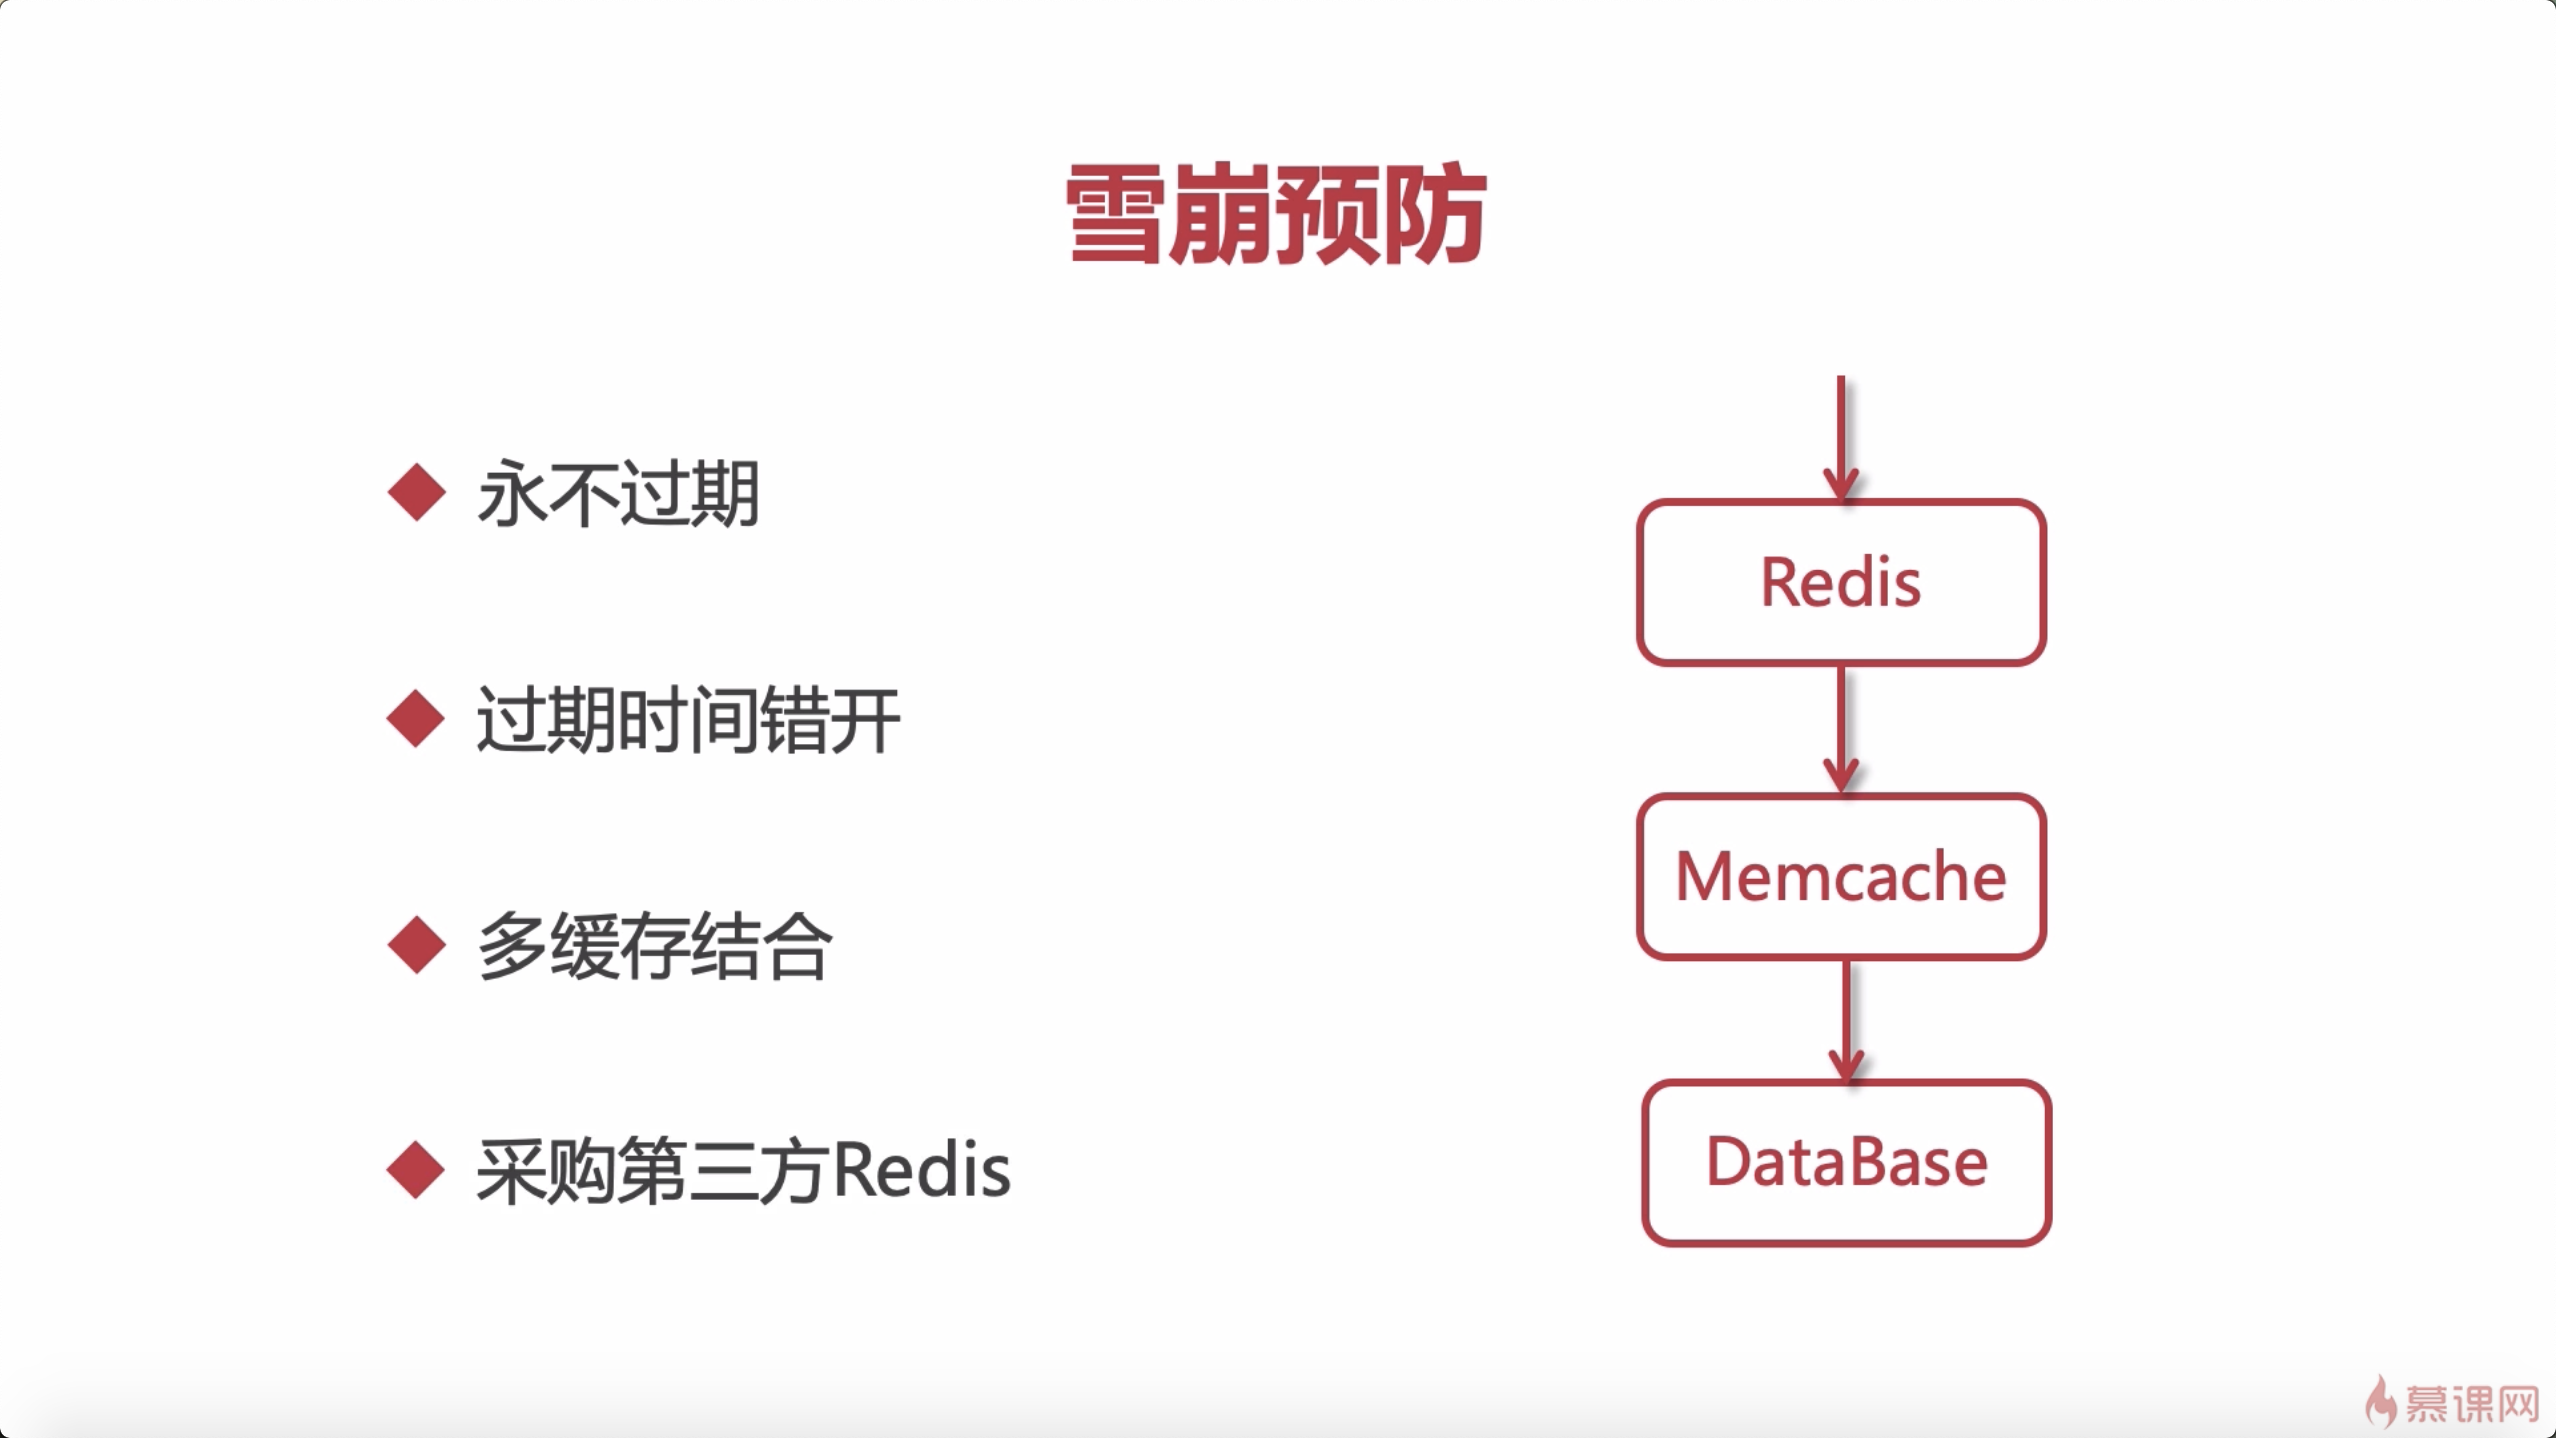 雪崩预防
永不过期
过期时间错开
多缓存结合
采购第三方Redis
Redis
Memcache
DataBase
慕课网